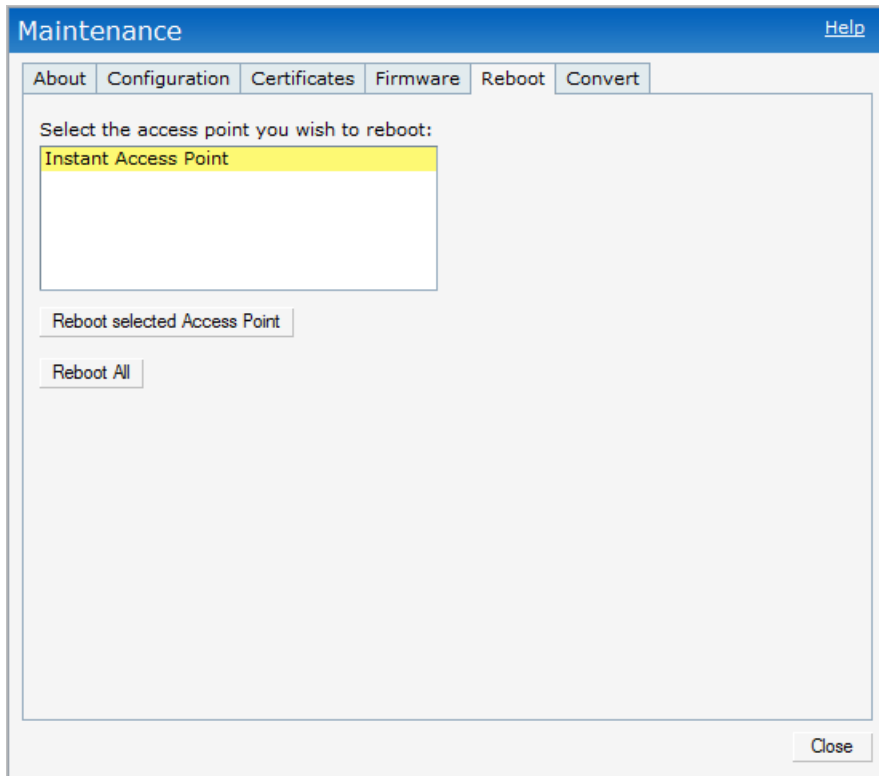 Maintenance Help
About Configuration Certificates Firmware Reboot Convert
Select the access point you wish to reboot:
Instant Access Point
Reboot selected Access Point
Reboot All
Close